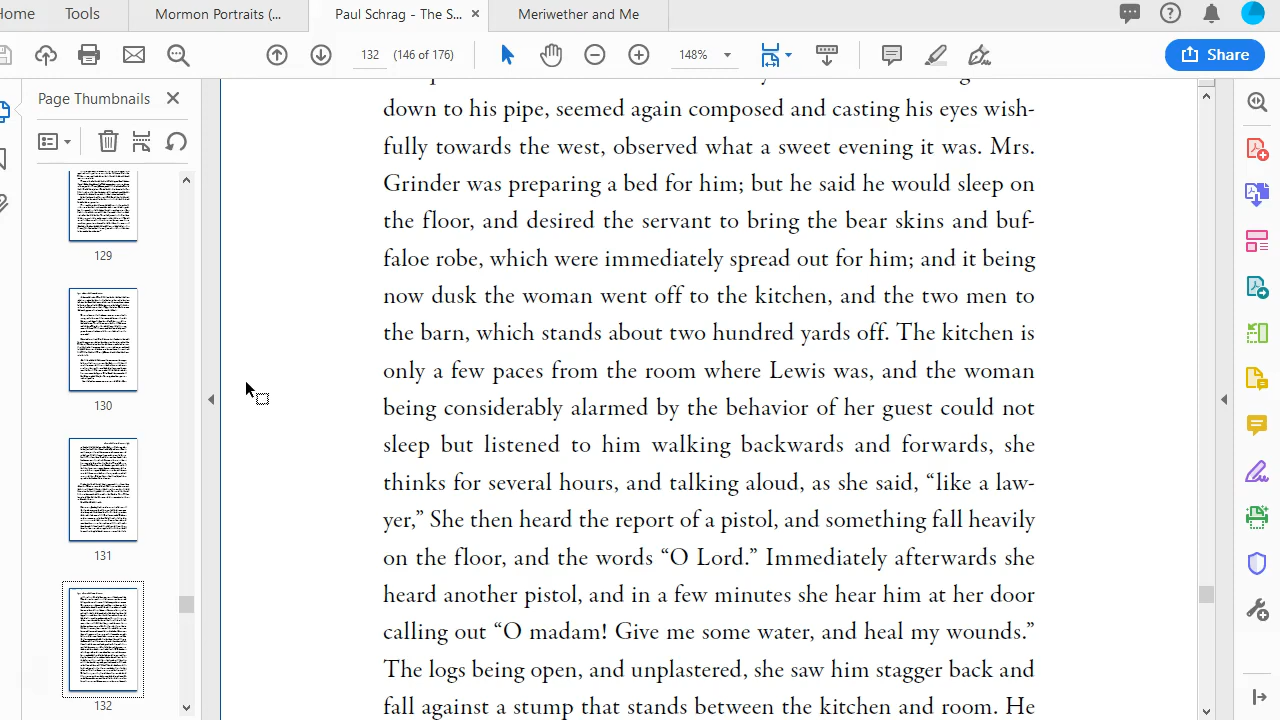 Home
Tools
Mormon Portraits (...
Paul Schrag - The S...
Meriwether and Me
132
(146 of 176)
148%
Share
Page Thumbnails
129
130
131
132
down to his pipe, seemed again composed and casting his eyes wish-
fully towards the west, observed what a sweet evening it was. Mrs.
Grinder was preparing a bed for him; but he said he would sleep on
the floor, and desired the servant to bring the bear skins and buf-
faloe robe, which were immediately spread out for him; and it being
now dusk the woman went off to the kitchen, and the two men to
the barn, which stands about two hundred yards off. The kitchen is
only a few paces from the room where Lewis was, and the woman
being considerably alarmed by the behavior of her guest could not
sleep but listened to him walking backwards and forwards, she
thinks for several hours, and talking aloud, as she said, “like a law-
yer,” She then heard the report of a pistol, and something fall heavily
on the floor, and the words “O Lord.” Immediately afterwards she
heard another pistol, and in a few minutes she hear him at her door
calling out “O madam! Give me some water, and heal my wounds.”
The logs being open, and unplastered, she saw him stagger back and
fall against a stump that stands between the kitchen and room. He